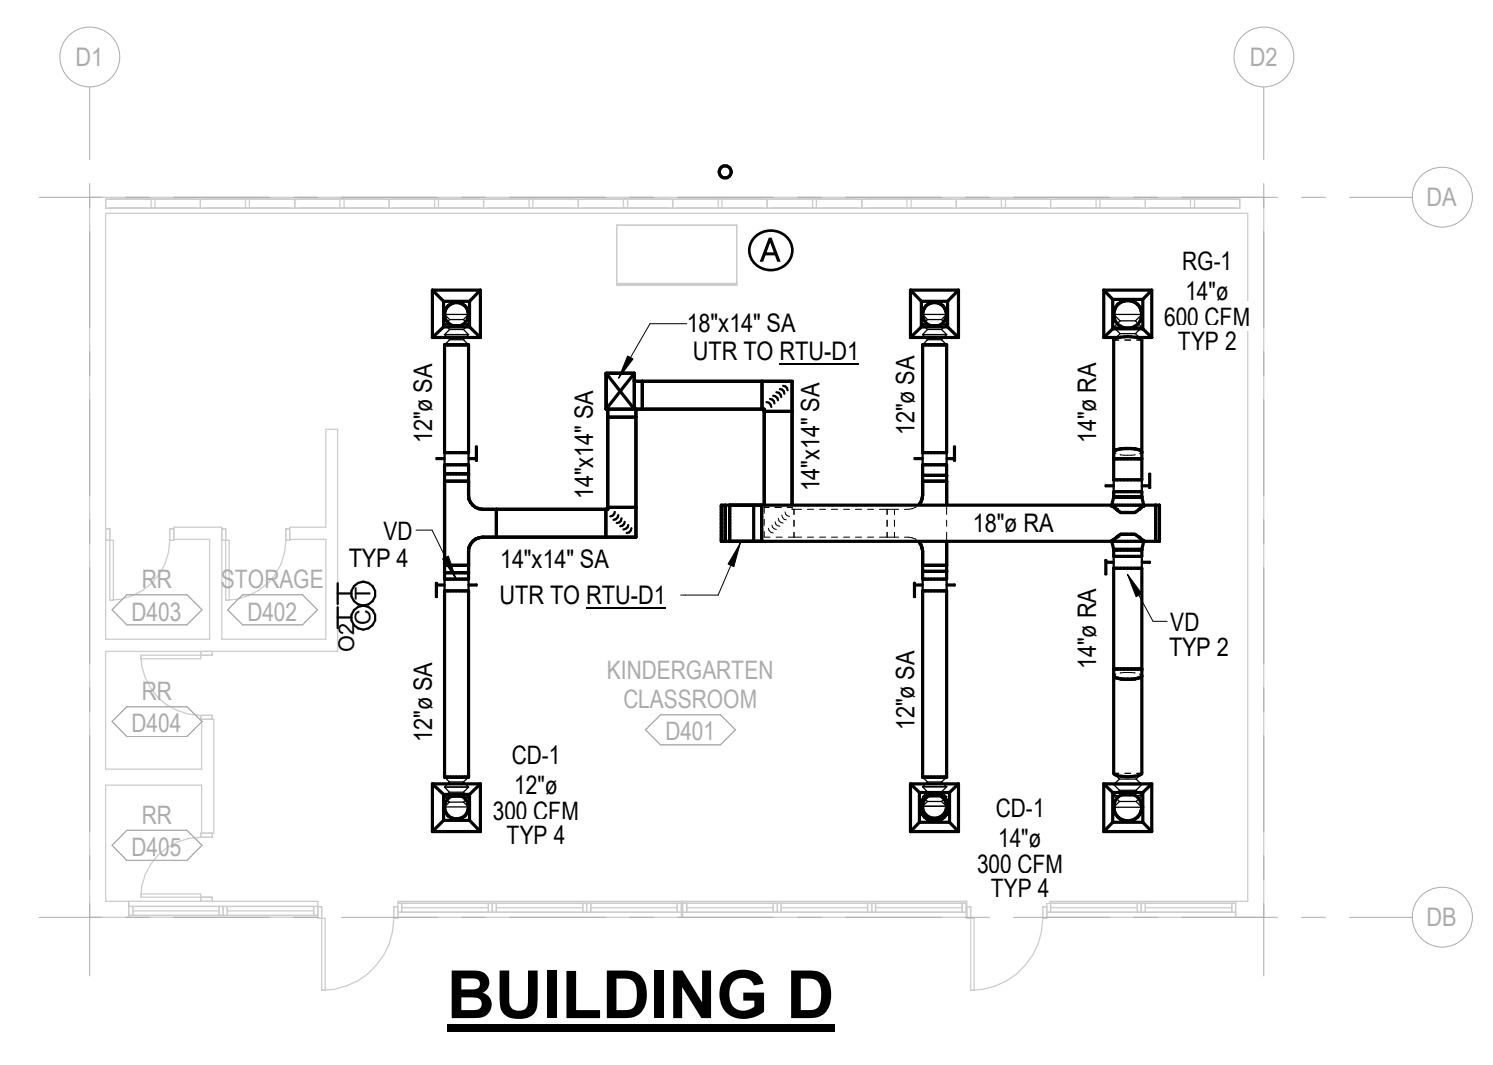 D1
D2
DA
A
RG-1
14"ø
600 CFM
TYP 2
18"x14" SA
UTR TO RTU-D1
12"ø SA
14"x14" SA
14"x14" SA
12"ø SA
14"ø RA
18"ø RA
VD
TYP 4
14"x14" SA
UTR TO RTU-D1
RR
D403
STORAGE
D402
T
C
O2
12"ø SA
12"ø SA
14"ø RA
VD
TYP 2
KINDERGARTEN
CLASSROOM
D401
RR
D404
CD-1
12"ø
300 CFM
TYP 4
CD-1
14"ø
300 CFM
TYP 4
RR
D405
DB
BUILDING D